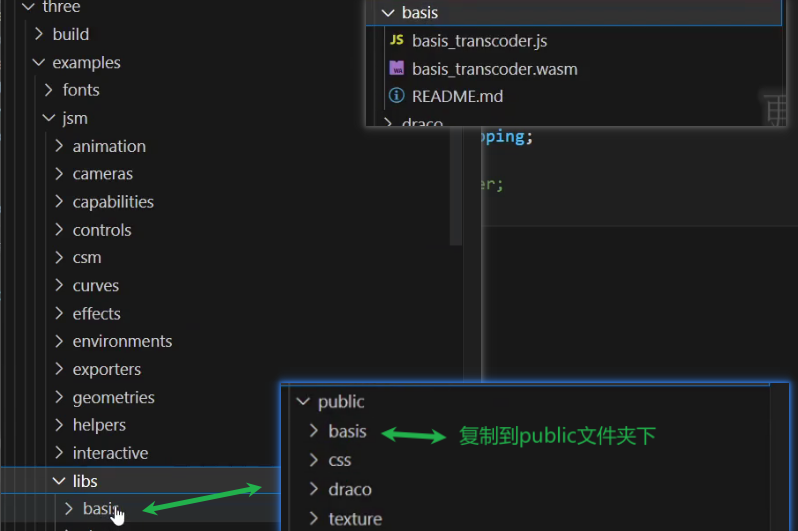 three
build
examples
fonts
jsm
animation
cameras
capabilities
controls
csm
curves
effects
environments
exporters
geometries
helpers
interactive
libs
basis
basis
JS basis_transcoder.js
WA basis_transcoder.wasm
README.md
draco
pping;
er;
public
basis
复制到public文件夹下
css
draco
texture